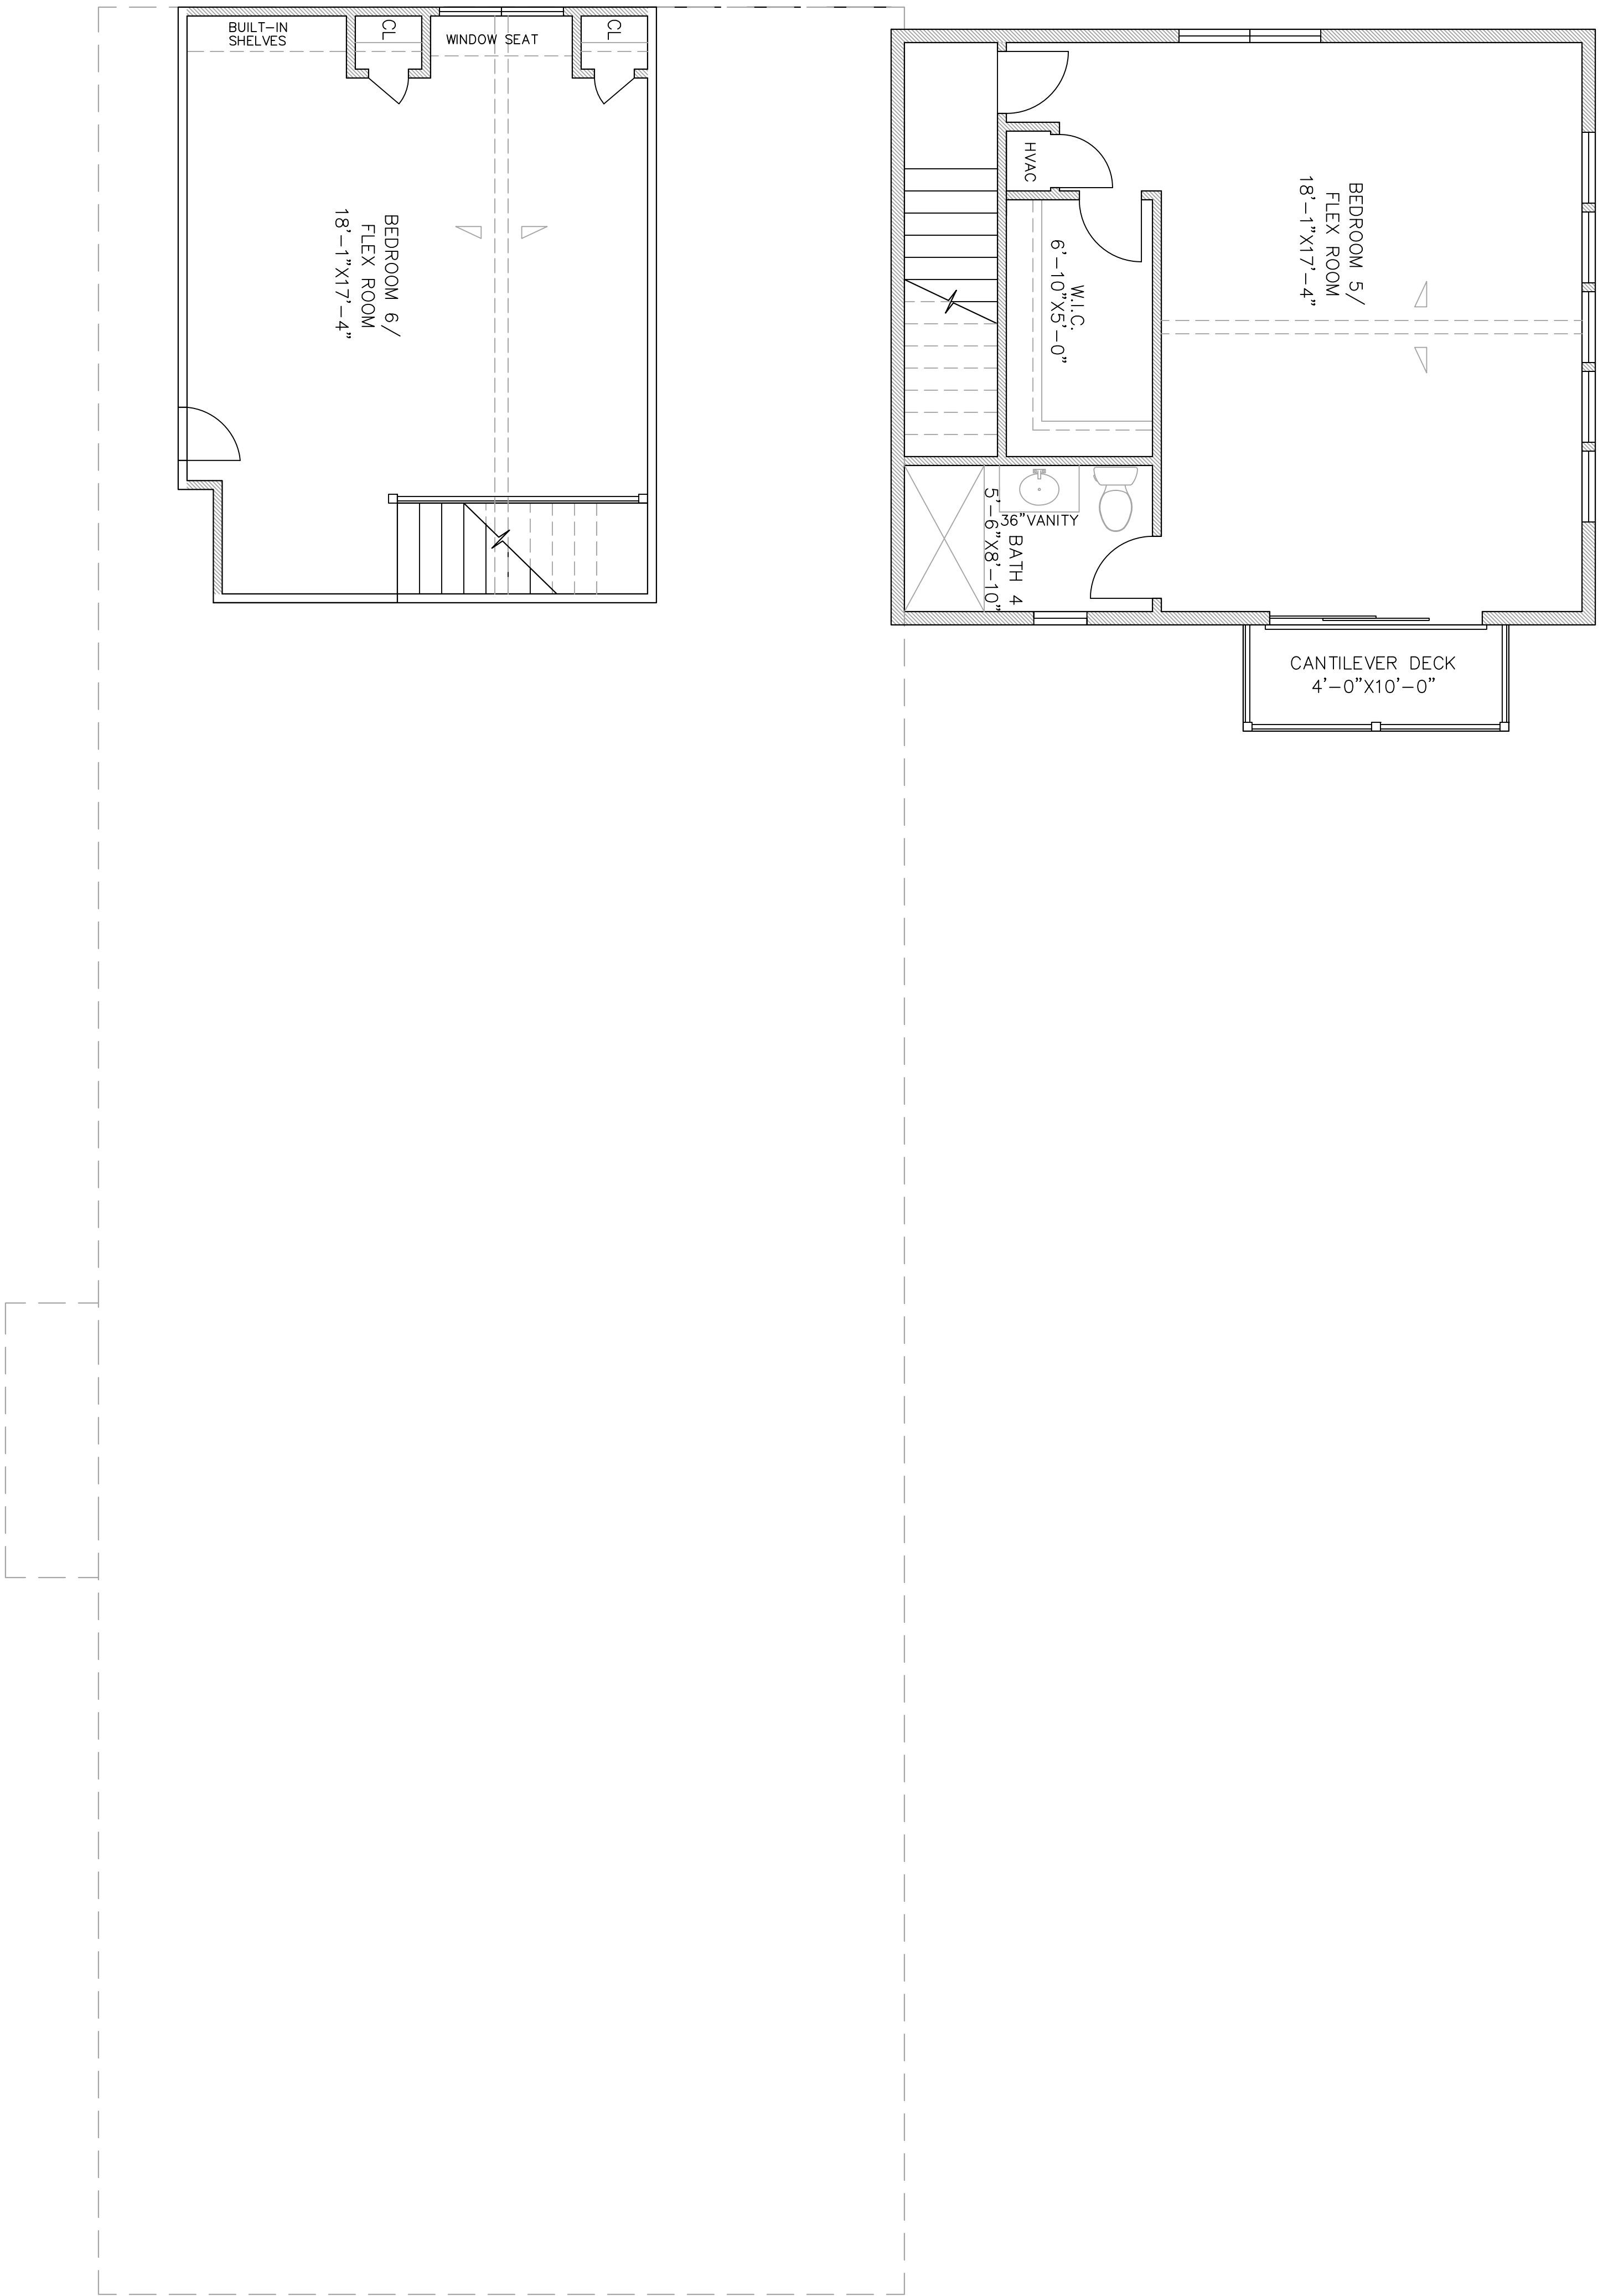 BUILT-IN
SHELVES
CL
WINDOW SEAT
CL
BEDROOM 6/
FLEX ROOM
18'-1"X17'-4"
HVAC
W.I.C.
6'-10"X5'-0"
BEDROOM 5/
FLEX ROOM
18'-1"X17'-4"
36"VANITY
BATH 4
5'-6"X8'-10"
CANTILEVER DECK
4'-0"X10'-0"